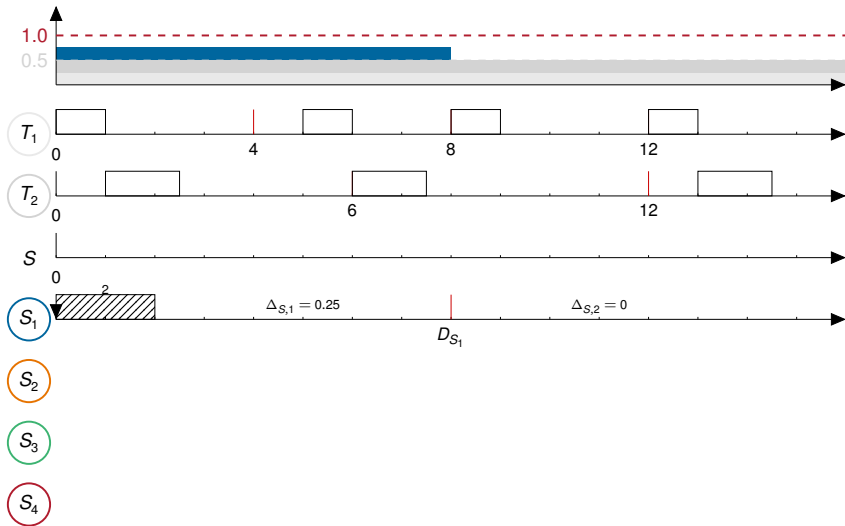 1.0
0.5
T1
0
4
8
12
T2
0
6
12
S
0
2
S1
ΔS,1 = 0.25
ΔS,2 = 0
DS1
S2
S3
S4